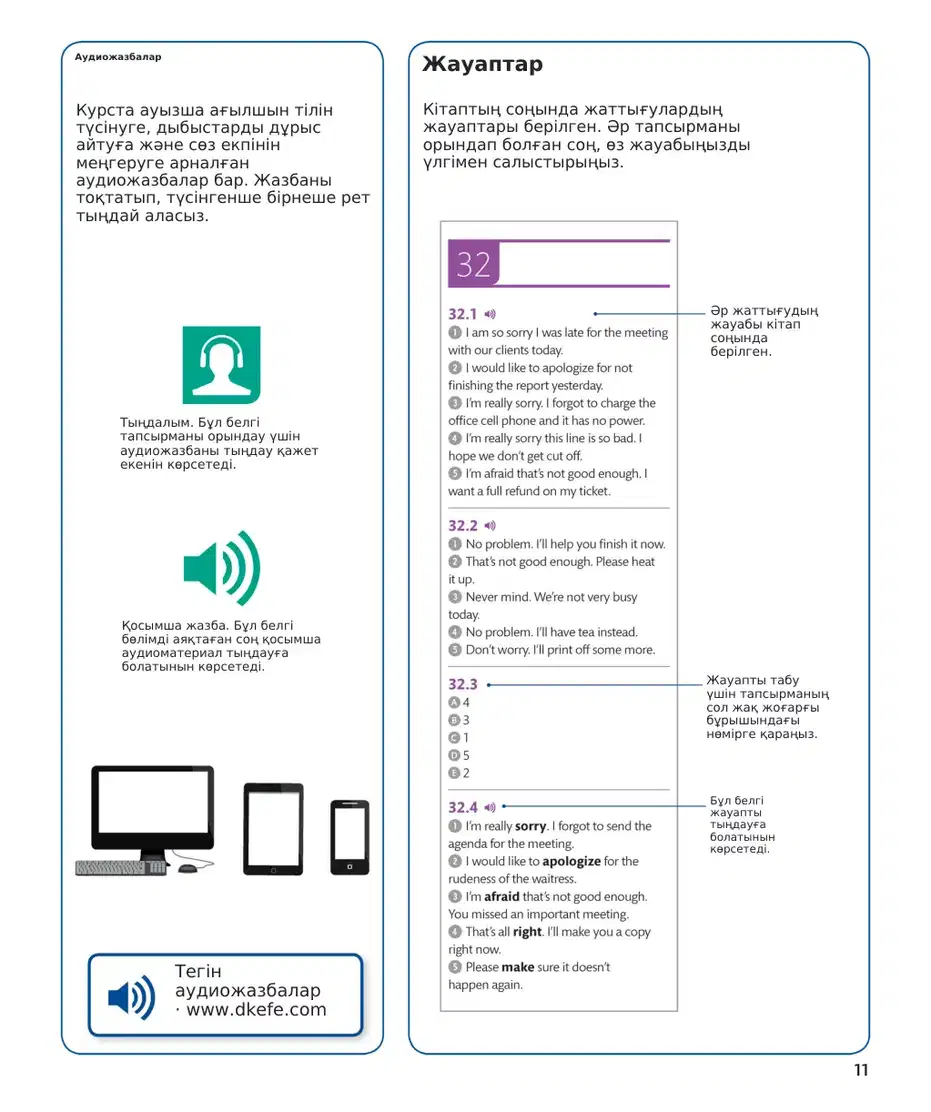 Аудиожазбалар
Курста ауызша ағылшын тілін
түсінуге, дыбыстарды дұрыс
айтуға және сөз екпінін
меңгеруге арналған
аудиожазбалар бар. Жазбаны
тоқтатып, түсінгенше бірнеше рет
тыңдай аласыз.
Тыңдалым. Бұл белгі
тапсырманы орындау үшін
аудиожазбаны тыңдау қажет
екенін көрсетеді.
Қосымша жазба. Бұл белгі
бөлімді аяқтаған соң қосымша
аудиоматериал тыңдауға
болатынын көрсетеді.
Тегін
аудиожазбалар
· www.dkefe.com
Жауаптар
Кітаптың соңында жаттығулардың
жауаптары берілген. Әр тапсырманы
орындап болған соң, өз жауабыңызды
үлгімен салыстырыңыз.
32
32.1
1 I am so sorry I was late for the meeting
with our clients today.
2 I would like to apologize for not
finishing the report yesterday.
3 I'm really sorry. I forgot to charge the
office cell phone and it has no power.
4 I'm really sorry this line is so bad. I
hope we don't get cut off.
5 I'm afraid that's not good enough. I
want a full refund on my ticket.
32.2
1 No problem. I'll help you finish it now.
2 That's not good enough. Please heat
it up.
3 Never mind. We're not very busy
today.
4 No problem. I'll have tea instead.
5 Don't worry. I'll print off some more.
32.3
A 4
B 3
C 1
D 5
E 2
32.4
1 I'm really sorry. I forgot to send the
agenda for the meeting.
2 I would like to apologize for the
rudeness of the waitress.
3 I'm afraid that's not good enough.
You missed an important meeting.
4 That's all right. I'll make you a copy
right now.
5 Please make sure it doesn't
happen again.
Әр жаттығудың
жауабы кітап
соңында
берілген.
Жауапты табу
үшін тапсырманың
сол жақ жоғарғы
бұрышындағы
нөмірге қараңыз.
Бұл белгі
жауапты
тыңдауға
болатынын
көрсетеді.
11